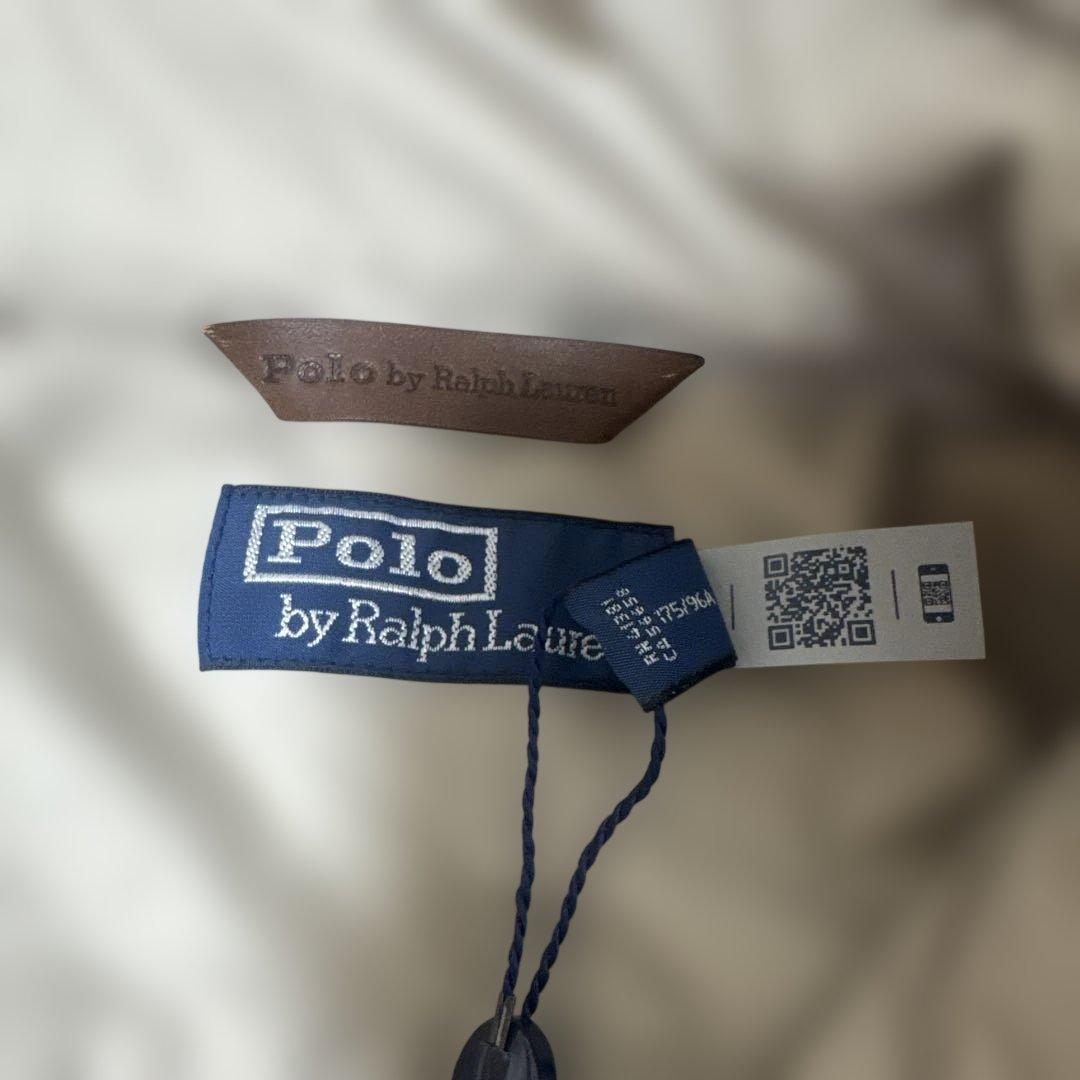 Polo by Ralph Lauren
Polo
by Ralph Laure
175/96A